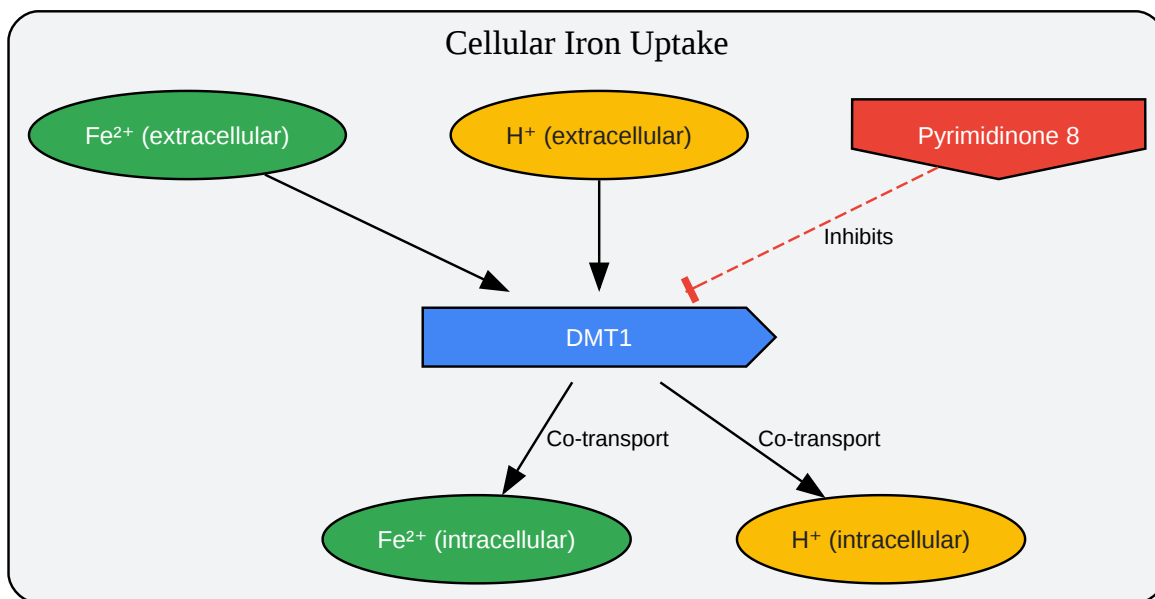 Cellular Iron Uptake
Fe²⁺ (extracellular)
H⁺ (extracellular)
Pyrimidinone 8
Inhibits
DMT1
Co-transport
Co-transport
Fe²⁺ (intracellular)
H⁺ (intracellular)